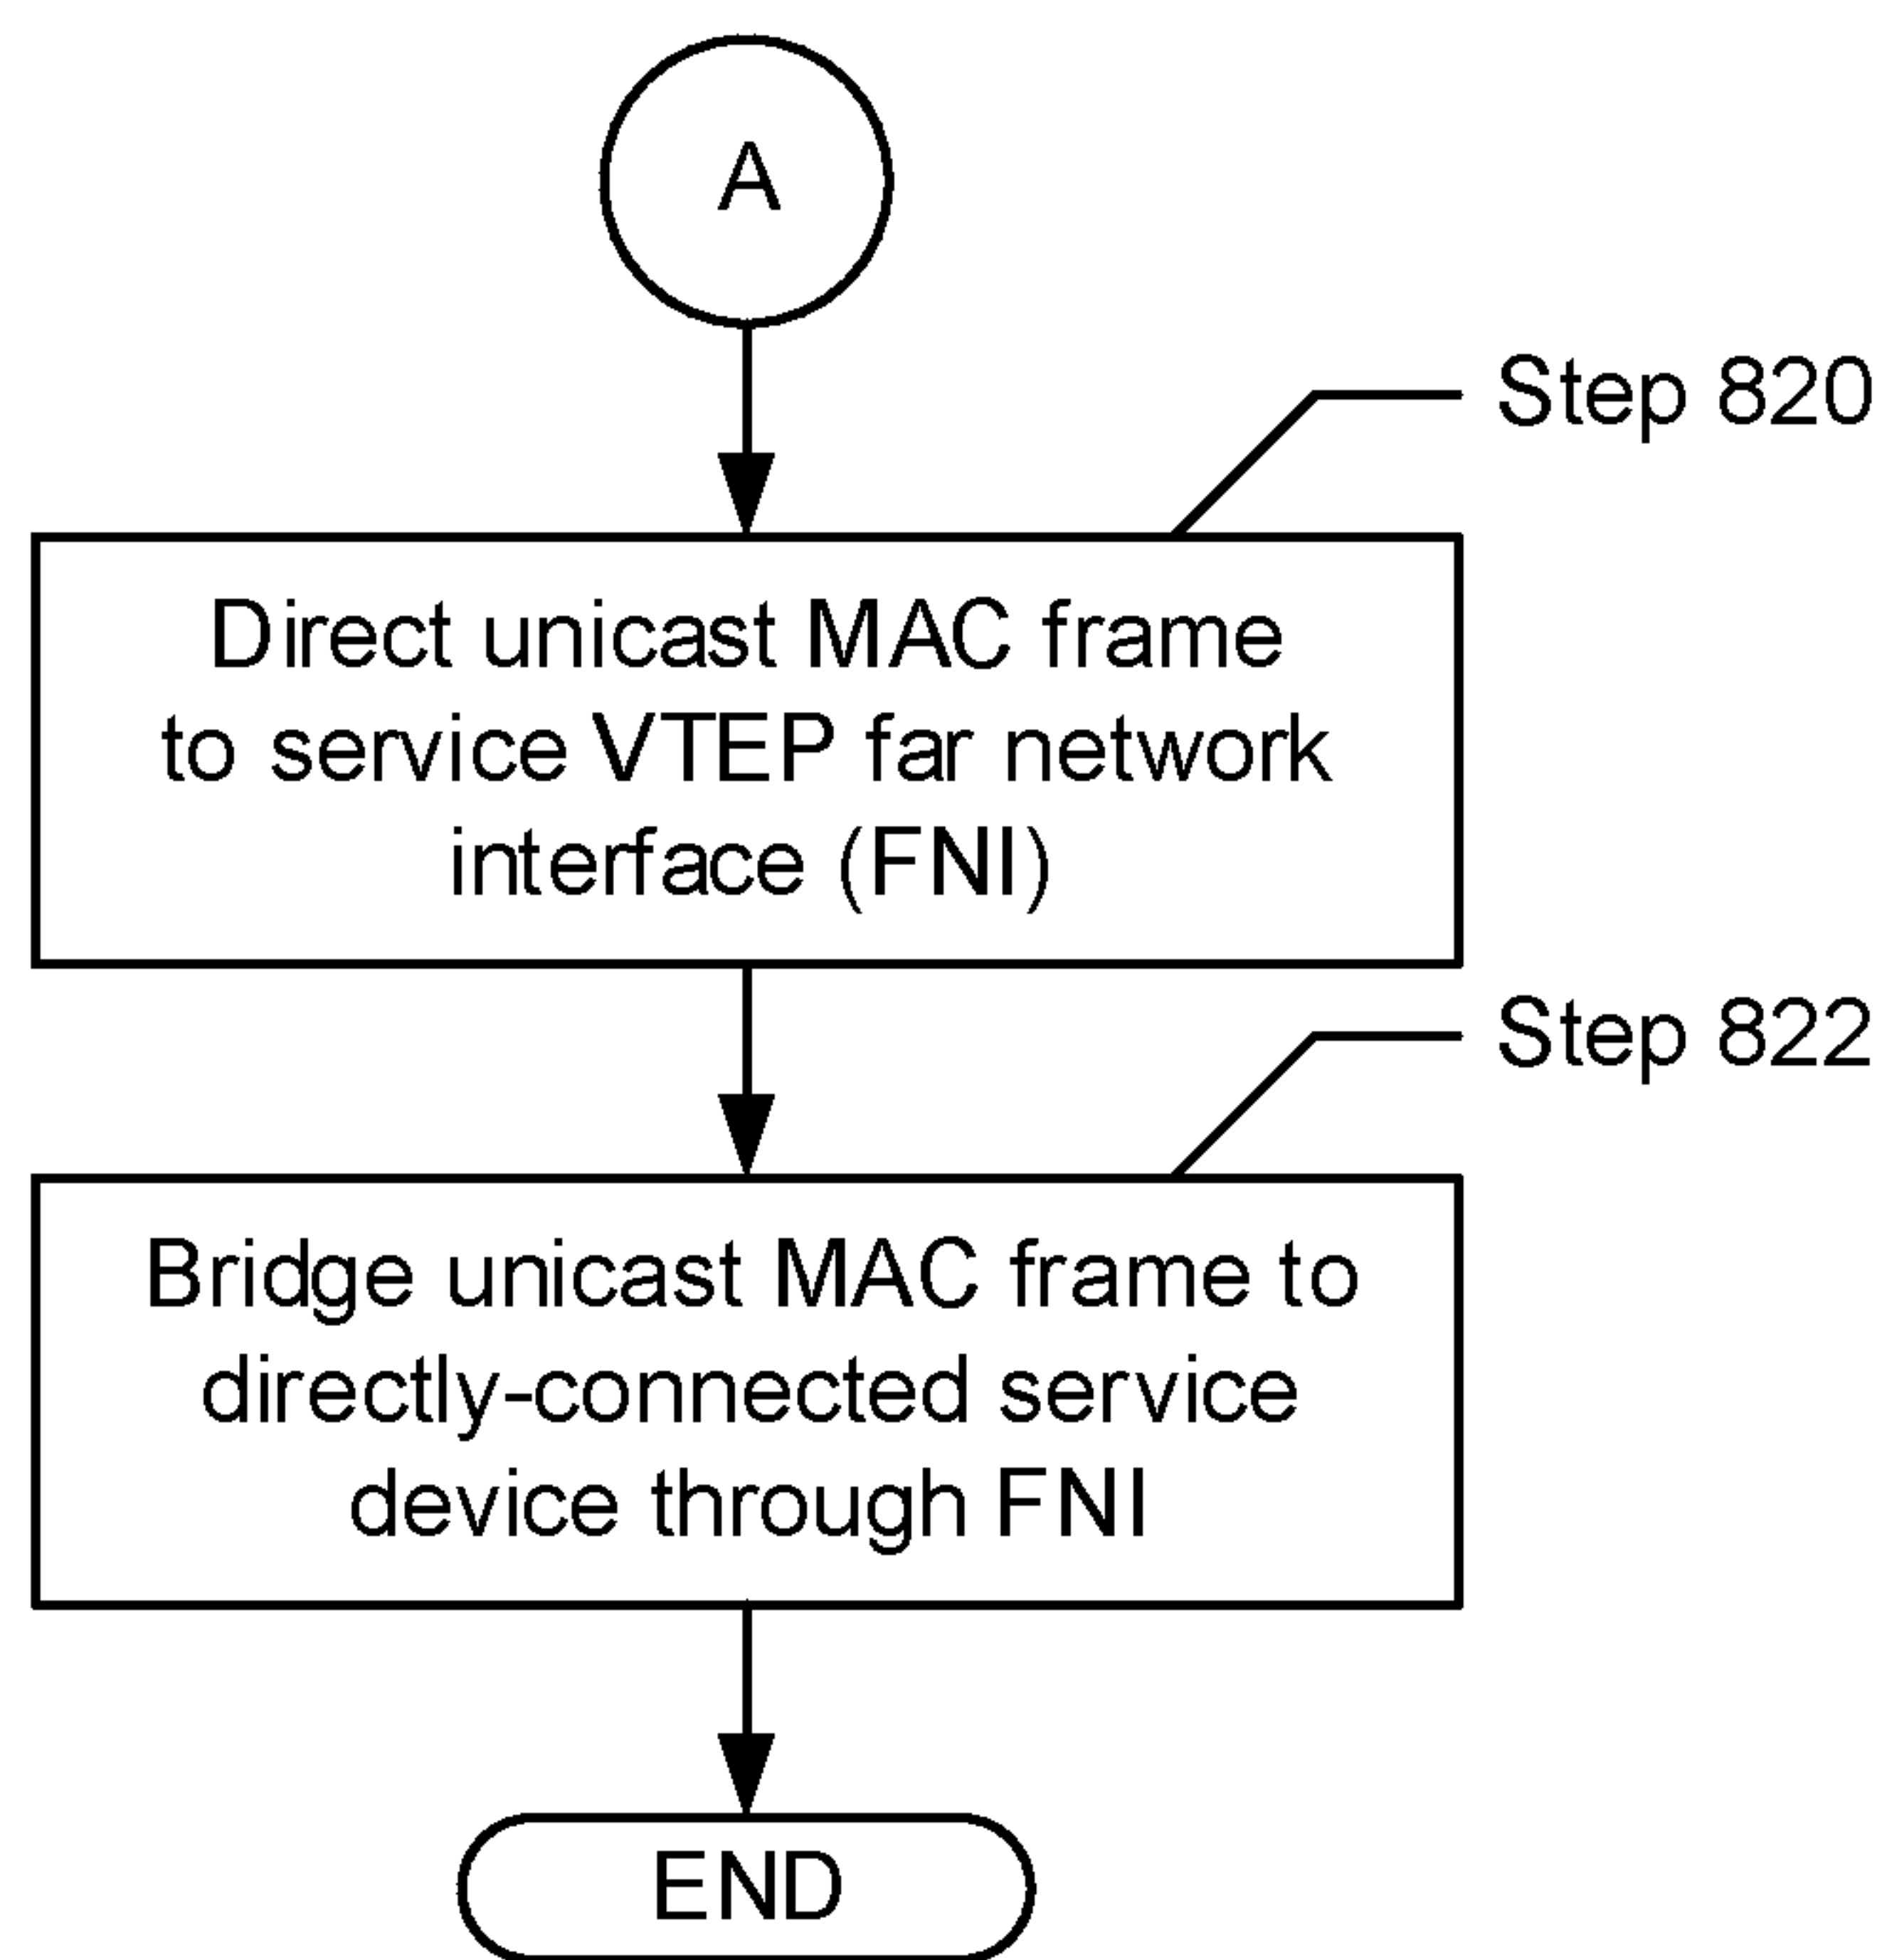 A
Step 820
Direct unicast MAC frame
to service VTEP far network
interface (FNI)
Step 822
Bridge unicast MAC frame to
directly-connected service
device through FNI
END